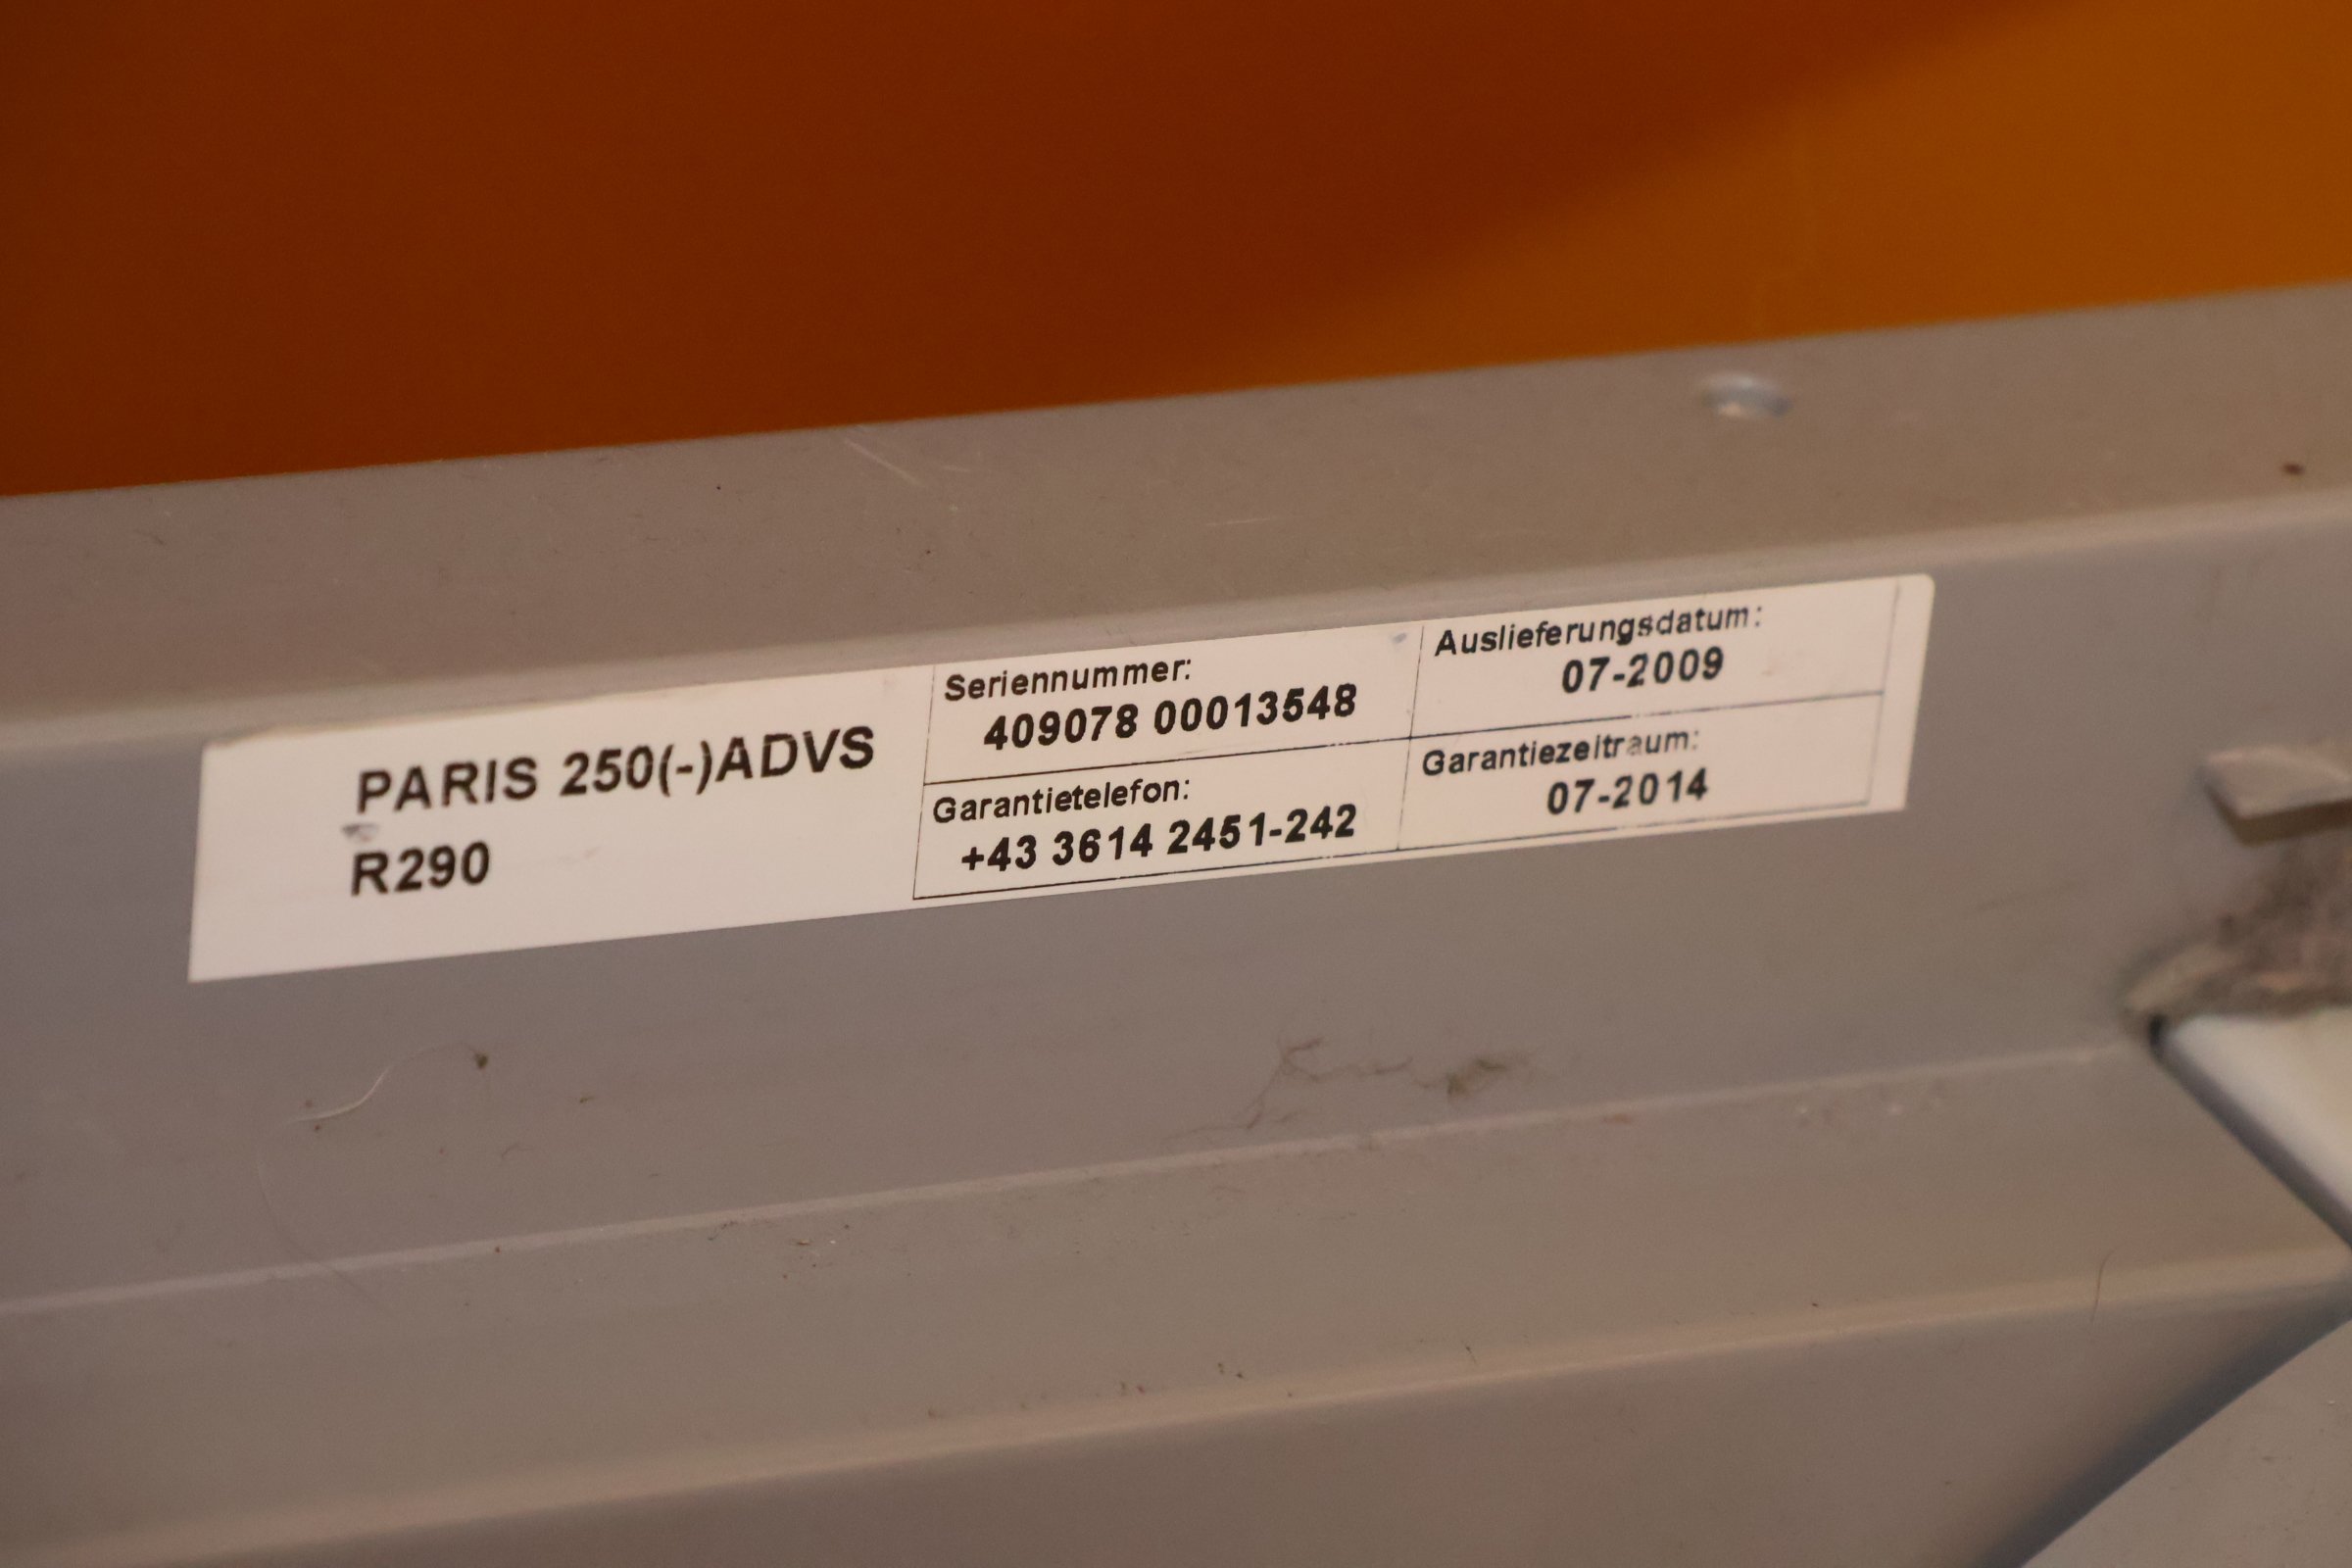 PARIS 250(-)ADVS
R290
Seriennummer:
409078 00013548
Garantietelefon:
+43 3614 2451-242
Auslieferungsdatum:
07-2009
Garantiezeitraum:
07-2014